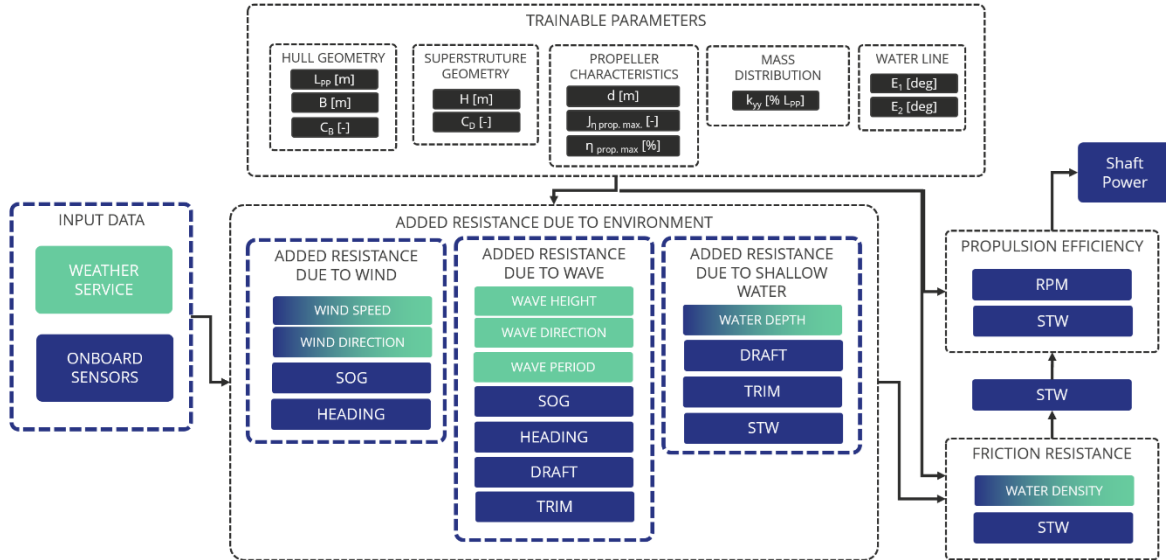 TRAINABLE PARAMETERS
HULL GEOMETRY
LPP [m]
B [m]
CB [-]
SUPERSTRUTURE
GEOMETRY
H [m]
CD [-]
PROPELLER
CHARACTERISTICS
d [m]
Jη prop. max. [-]
η prop. max [%]
MASS
DISTRIBUTION
kyy [% LPP]
WATER LINE
E1 [deg]
E2 [deg]
Shaft
Power
INPUT DATA
WEATHER
SERVICE
ONBOARD
SENSORS
ADDED RESISTANCE DUE TO ENVIRONMENT
ADDED RESISTANCE
DUE TO WIND
WIND SPEED
WIND DIRECTION
SOG
HEADING
ADDED RESISTANCE
DUE TO WAVE
WAVE HEIGHT
WAVE DIRECTION
WAVE PERIOD
SOG
HEADING
DRAFT
TRIM
ADDED RESISTANCE
DUE TO SHALLOW
WATER
WATER DEPTH
DRAFT
TRIM
STW
PROPULSION EFFICIENCY
RPM
STW
STW
FRICTION RESISTANCE
WATER DENSITY
STW